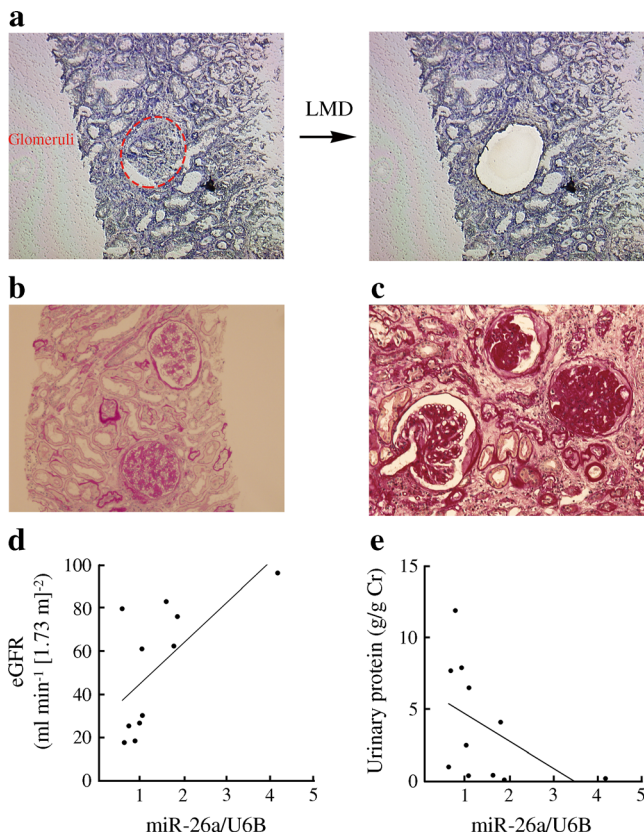 a
Glomeruli
LMD
b
c
d
e
100
80
60
40
20
0
eGFR
(ml min⁻¹ [1.73 m]⁻²)
1
2
3
4
5
miR-26a/U6B
15
10
5
0
Urinary protein (g/g Cr)
0
1
2
3
4
5
miR-26a/U6B